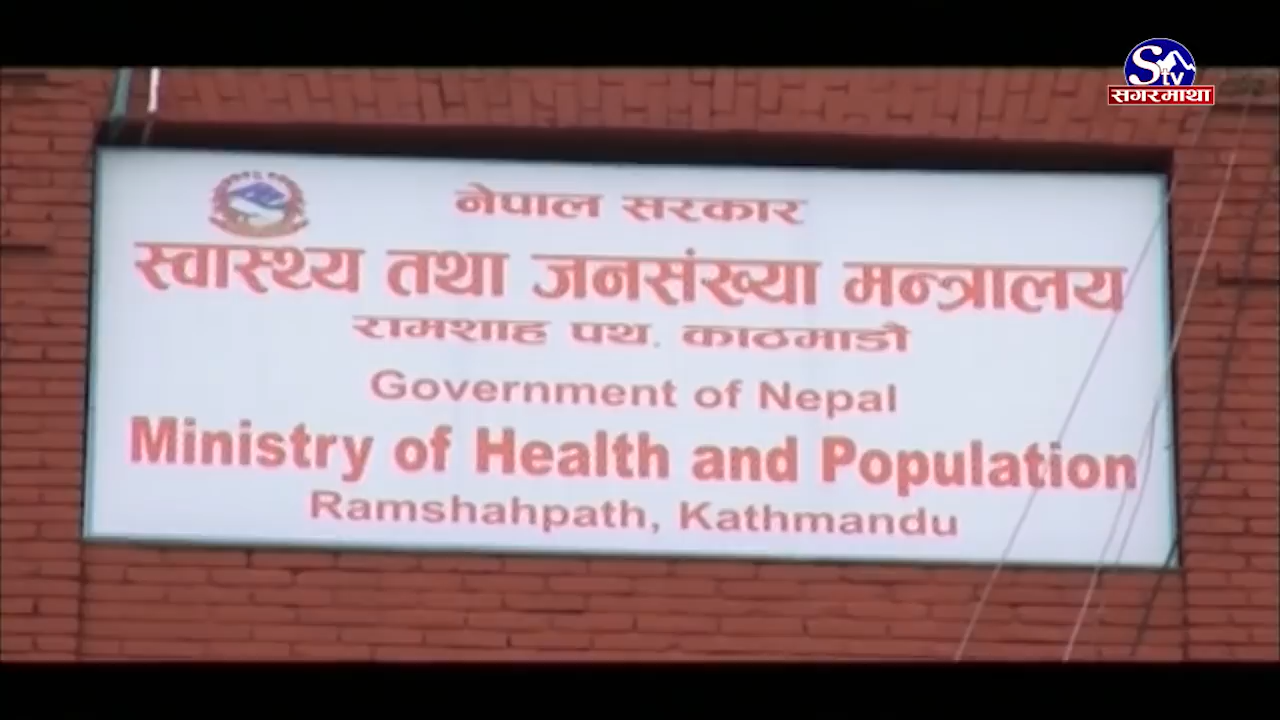 STV
सगरमाथा
नेपाल सरकार
स्वास्थ्य तथा जनसंख्या मन्त्रालय
रामशाह पथ, काठमाडौं
Government of Nepal
Ministry of Health and Population
Ramshahpath, Kathmandu